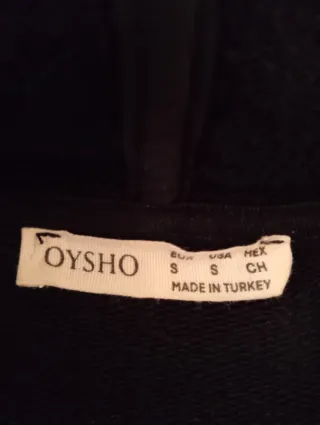 OYSHO
EUR USA MEX
S S CH
MADE IN TURKEY